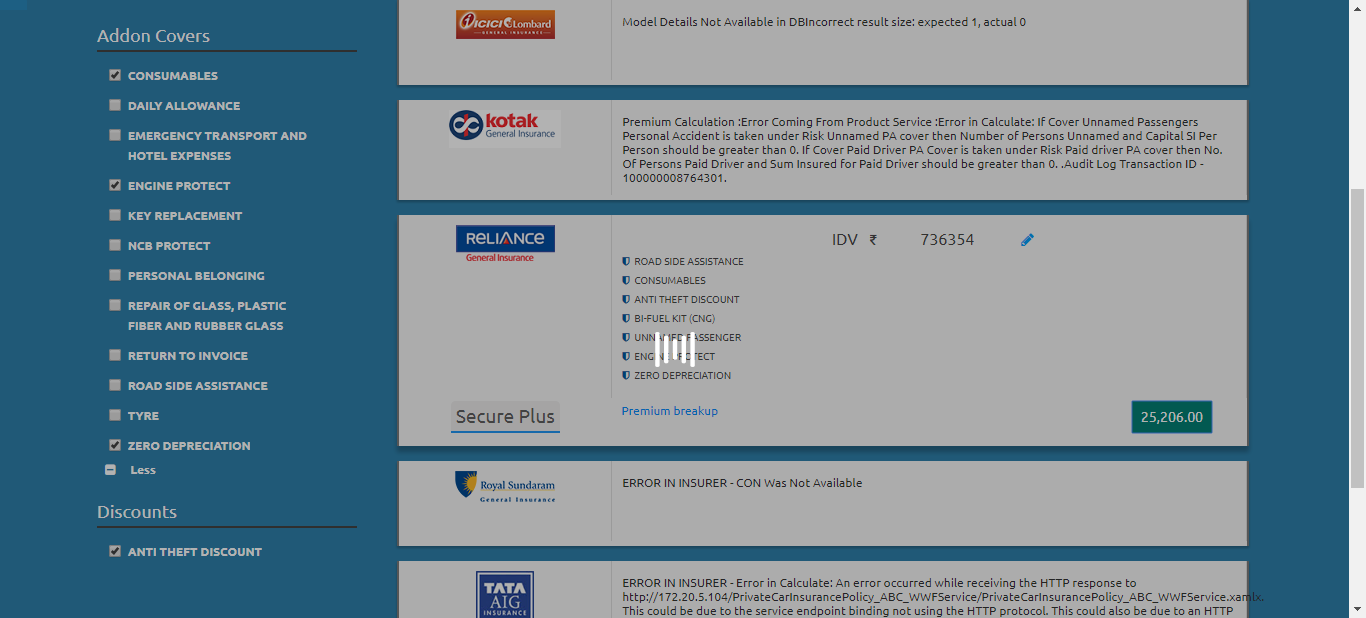 Addon Covers
CONSUMABLES
DAILY ALLOWANCE
EMERGENCY TRANSPORT AND
HOTEL EXPENSES
ENGINE PROTECT
KEY REPLACEMENT
NCB PROTECT
PERSONAL BELONGING
REPAIR OF GLASS, PLASTIC
FIBER AND RUBBER GLASS
RETURN TO INVOICE
ROAD SIDE ASSISTANCE
TYRE
ZERO DEPRECIATION
Less
Discounts
ANTI THEFT DISCOUNT
ICICI Lombard
GENERAL INSURANCE
Model Details Not Available in DBIncorrect result size: expected 1, actual 0
kotak
General Insurance
Premium Calculation :Error Coming From Product Service :Error in Calculate: If Cover Unnamed Passengers
Personal Accident is taken under Risk Unnamed PA cover then Number of Persons Unnamed and Capital SI Per
Person should be greater than 0. If Cover Paid Driver PA Cover is taken under Risk Paid driver PA cover then No.
Of Persons Paid Driver and Sum Insured for Paid Driver should be greater than 0. .Audit Log Transaction ID -
100000008764301.
RELIANCE
General Insurance
IDV ₹ 736354
ROAD SIDE ASSISTANCE
CONSUMABLES
ANTI THEFT DISCOUNT
BI-FUEL KIT (CNG)
UNNAMED PASSENGER
ENGINE PROTECT
ZERO DEPRECIATION
Secure Plus
Premium breakup
25,206.00
Royal Sundaram
General Insurance
ERROR IN INSURER - CON Was Not Available
TATA
AIG
INSURANCE
ERROR IN INSURER - Error in Calculate: An error occurred while receiving the HTTP response to
http://172.20.5.104/PrivateCarInsurancePolicy_ABC_WWFService/PrivateCarInsurancePolicy_ABC_WWFService.xamlx.
This could be due to the service endpoint binding not using the HTTP protocol. This could also be due to an HTTP